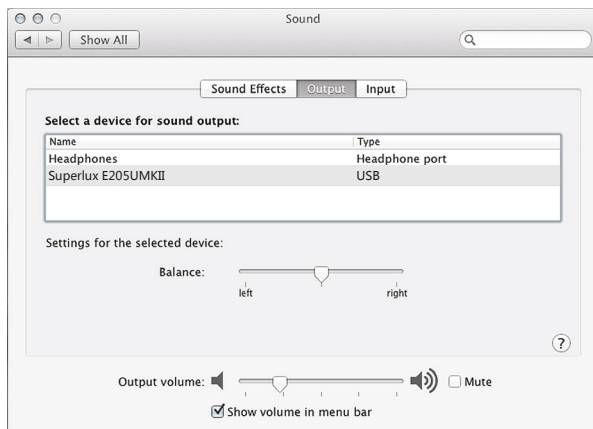 Sound
Show All
Sound Effects Output Input
Select a device for sound output:
Name Type
Headphones Headphone port
Superlux E205UMKII USB
Settings for the selected device:
Balance:
left right
?
Output volume: Mute
Show volume in menu bar